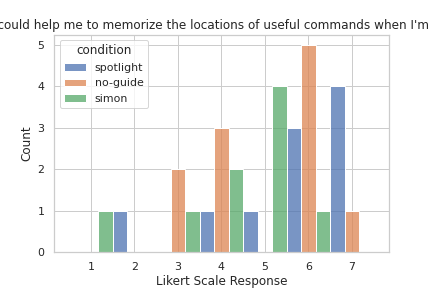 could help me to memorize the locations of useful commands when I'm
condition
spotlight
no-guide
simon
Count
5
4
3
2
1
0
1 2 3 4 5 6 7
Likert Scale Response